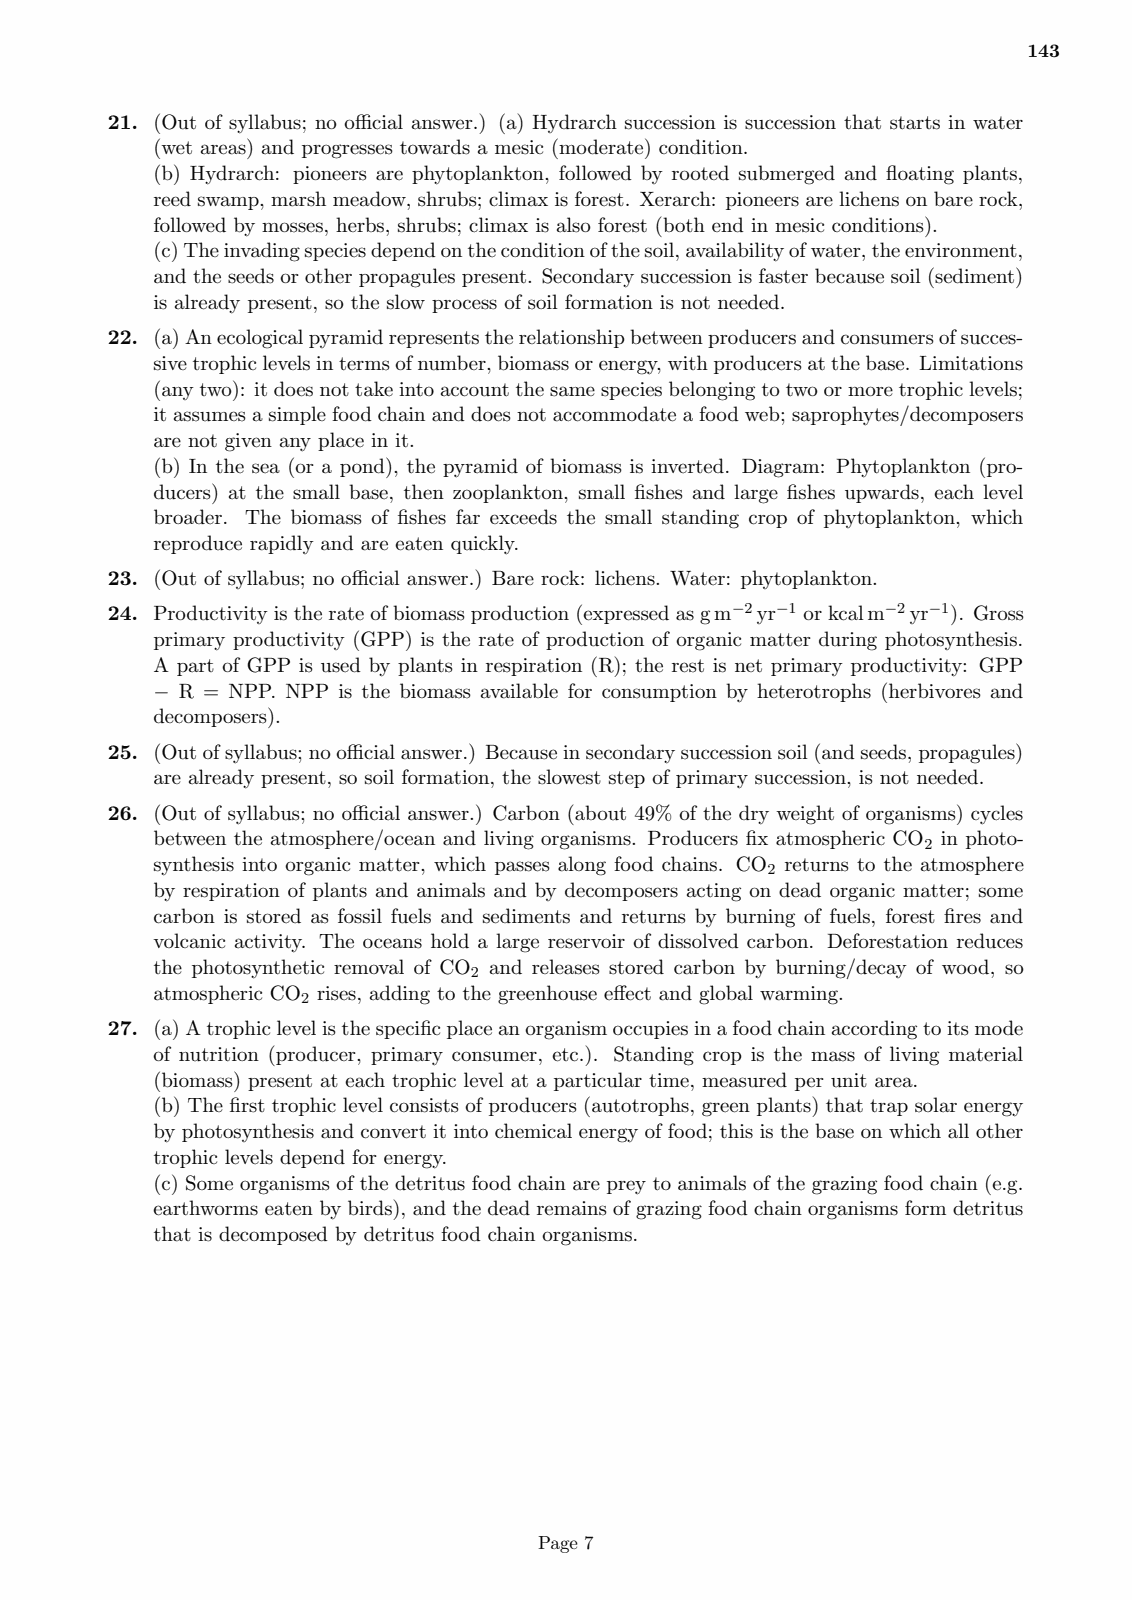 143
21. (Out of syllabus; no official answer.) (a) Hydrarch succession is succession that starts in water
(wet areas) and progresses towards a mesic (moderate) condition.
(b) Hydrarch: pioneers are phytoplankton, followed by rooted submerged and floating plants,
reed swamp, marsh meadow, shrubs; climax is forest. Xerarch: pioneers are lichens on bare rock,
followed by mosses, herbs, shrubs; climax is also forest (both end in mesic conditions).
(c) The invading species depend on the condition of the soil, availability of water, the environment,
and the seeds or other propagules present. Secondary succession is faster because soil (sediment)
is already present, so the slow process of soil formation is not needed.
22. (a) An ecological pyramid represents the relationship between producers and consumers of succes-
sive trophic levels in terms of number, biomass or energy, with producers at the base. Limitations
(any two): it does not take into account the same species belonging to two or more trophic levels;
it assumes a simple food chain and does not accommodate a food web; saprophytes/decomposers
are not given any place in it.
(b) In the sea (or a pond), the pyramid of biomass is inverted. Diagram: Phytoplankton (pro-
ducers) at the small base, then zooplankton, small fishes and large fishes upwards, each level
broader. The biomass of fishes far exceeds the small standing crop of phytoplankton, which
reproduce rapidly and are eaten quickly.
23. (Out of syllabus; no official answer.) Bare rock: lichens. Water: phytoplankton.
24. Productivity is the rate of biomass production (expressed as g m⁻² yr⁻¹ or kcal m⁻² yr⁻¹). Gross
primary productivity (GPP) is the rate of production of organic matter during photosynthesis.
A part of GPP is used by plants in respiration (R); the rest is net primary productivity: GPP
− R = NPP. NPP is the biomass available for consumption by heterotrophs (herbivores and
decomposers).
25. (Out of syllabus; no official answer.) Because in secondary succession soil (and seeds, propagules)
are already present, so soil formation, the slowest step of primary succession, is not needed.
26. (Out of syllabus; no official answer.) Carbon (about 49% of the dry weight of organisms) cycles
between the atmosphere/ocean and living organisms. Producers fix atmospheric CO₂ in photo-
synthesis into organic matter, which passes along food chains. CO₂ returns to the atmosphere
by respiration of plants and animals and by decomposers acting on dead organic matter; some
carbon is stored as fossil fuels and sediments and returns by burning of fuels, forest fires and
volcanic activity. The oceans hold a large reservoir of dissolved carbon. Deforestation reduces
the photosynthetic removal of CO₂ and releases stored carbon by burning/decay of wood, so
atmospheric CO₂ rises, adding to the greenhouse effect and global warming.
27. (a) A trophic level is the specific place an organism occupies in a food chain according to its mode
of nutrition (producer, primary consumer, etc.). Standing crop is the mass of living material
(biomass) present at each trophic level at a particular time, measured per unit area.
(b) The first trophic level consists of producers (autotrophs, green plants) that trap solar energy
by photosynthesis and convert it into chemical energy of food; this is the base on which all other
trophic levels depend for energy.
(c) Some organisms of the detritus food chain are prey to animals of the grazing food chain (e.g.
earthworms eaten by birds), and the dead remains of grazing food chain organisms form detritus
that is decomposed by detritus food chain organisms.
Page 7